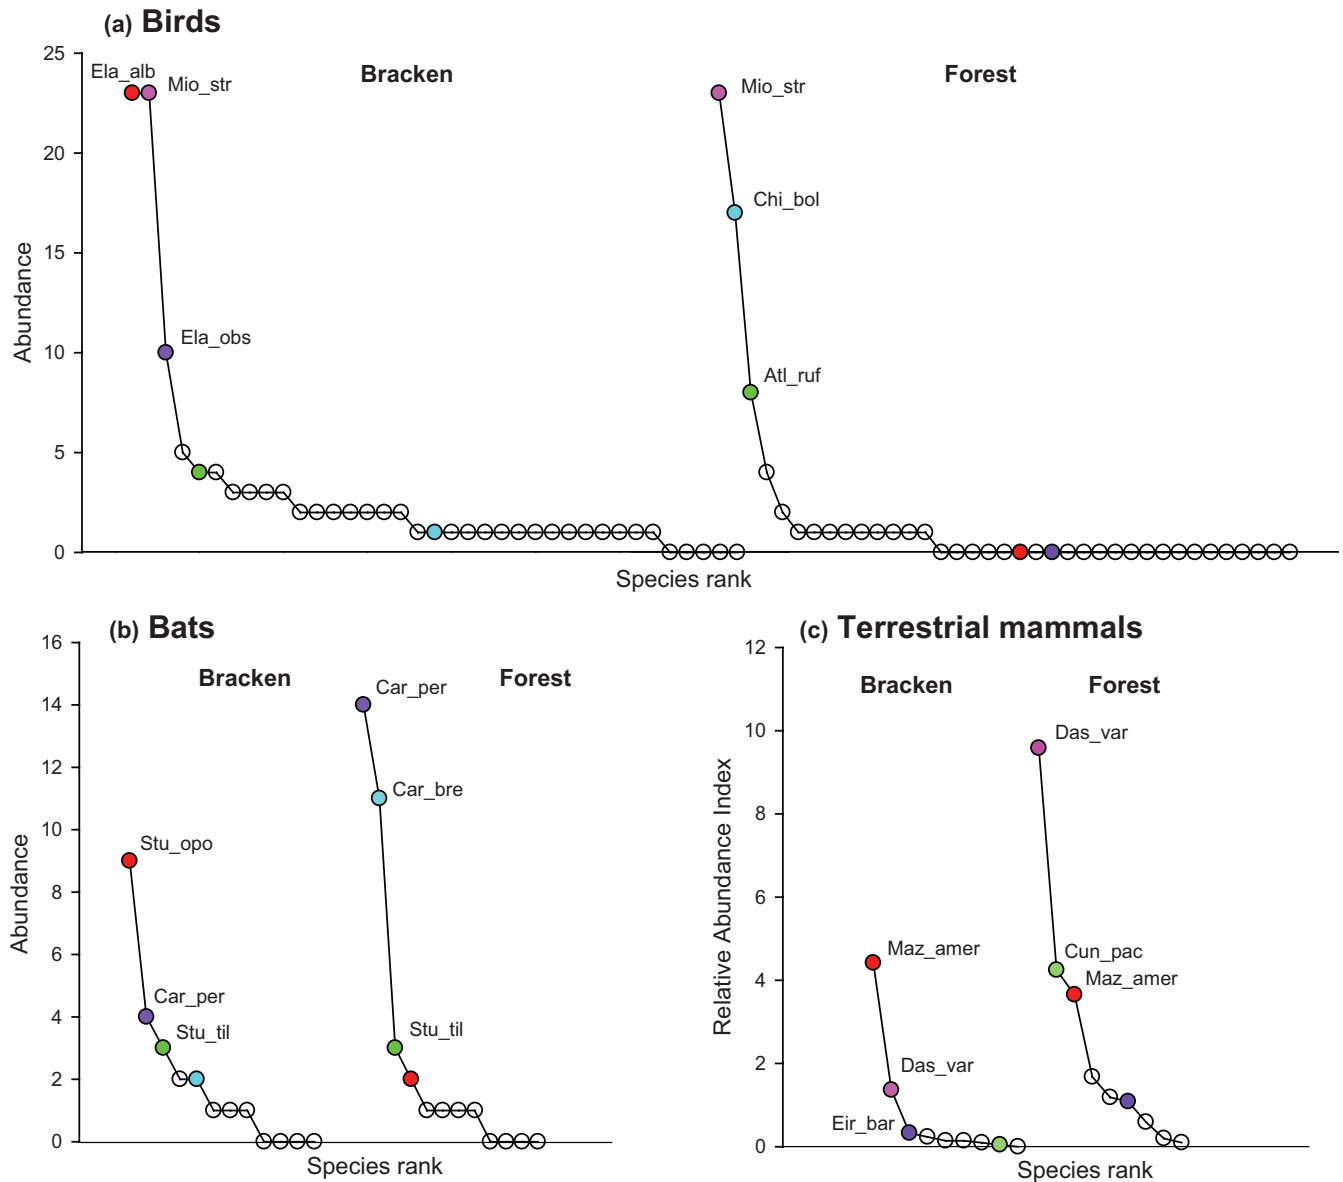 (a) Birds
25
20
15
10
5
0
Abundance
Bracken
Forest
Ela_alb
Mio_str
Ela_obs
Mio_str
Chi_bol
Atl_ruf
Species rank
(b) Bats
16
14
12
10
8
6
4
2
0
Abundance
Bracken
Forest
Stu_opo
Car_per
Stu_til
Car_per
Car_bre
Stu_til
Species rank
(c) Terrestrial mammals
12
10
8
6
4
2
0
Relative Abundance Index
Bracken
Forest
Maz_amer
Das_var
Eir_bar
Das_var
Cun_pac
Maz_amer
Species rank